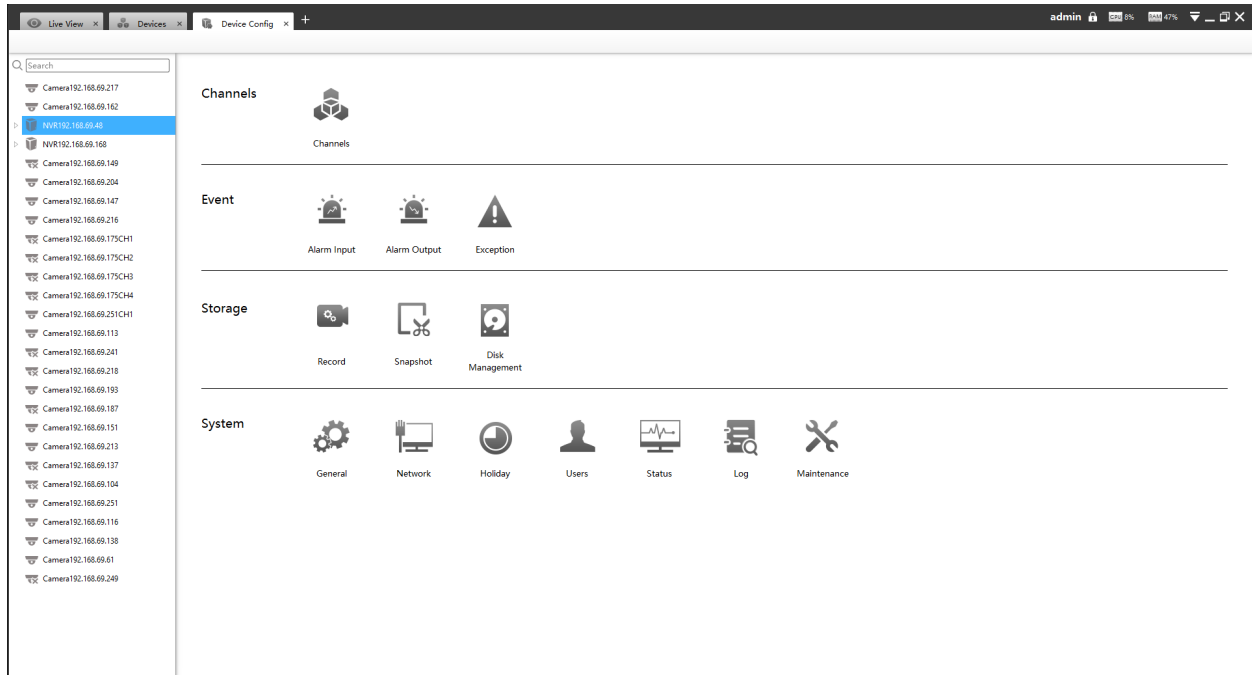 Live View × Devices × Device Config × +
admin CPU 8% RAM 47%
Search
Camera192.168.69.217
Camera192.168.69.162
NVR192.168.69.48
NVR192.168.69.168
Camera192.168.69.149
Camera192.168.69.204
Camera192.168.69.147
Camera192.168.69.216
Camera192.168.69.175CH1
Camera192.168.69.175CH2
Camera192.168.69.175CH3
Camera192.168.69.175CH4
Camera192.168.69.251CH1
Camera192.168.69.113
Camera192.168.69.241
Camera192.168.69.218
Camera192.168.69.193
Camera192.168.69.187
Camera192.168.69.151
Camera192.168.69.213
Camera192.168.69.137
Camera192.168.69.104
Camera192.168.69.251
Camera192.168.69.116
Camera192.168.69.138
Camera192.168.69.61
Camera192.168.69.249
Channels
Channels
Event
Alarm Input Alarm Output Exception
Storage
Record Snapshot Disk
Management
System
General Network Holiday Users Status Log Maintenance